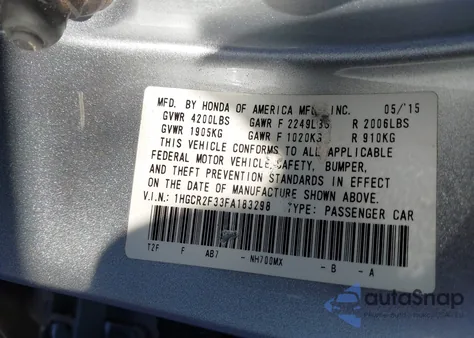 MFD. BY HONDA OF AMERICA MFG., INC. 05/'15
GVWR 4200LBS GAWR F 2249LBS R 2006LBS
GVWR 1905KG GAWR F 1020KG R 910KG
THIS VEHICLE CONFORMS TO ALL APPLICABLE
FEDERAL MOTOR VEHICLE SAFETY, BUMPER,
AND THEFT PREVENTION STANDARDS IN EFFECT
ON THE DATE OF MANUFACTURE SHOWN ABOVE.
V.I.N.: 1HGCR2F33FA183298 TYPE: PASSENGER CAR
T2F F AB7 - NH700MX - B - A
autoSnap